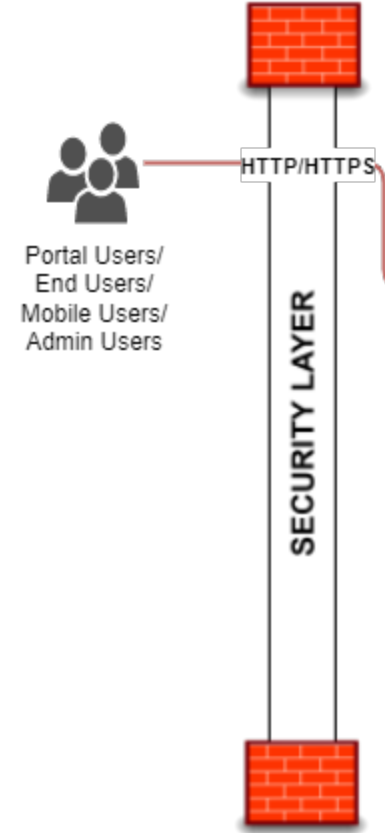 HTTP/HTTPS
Portal Users/
End Users/
Mobile Users/
Admin Users
SECURITY LAYER